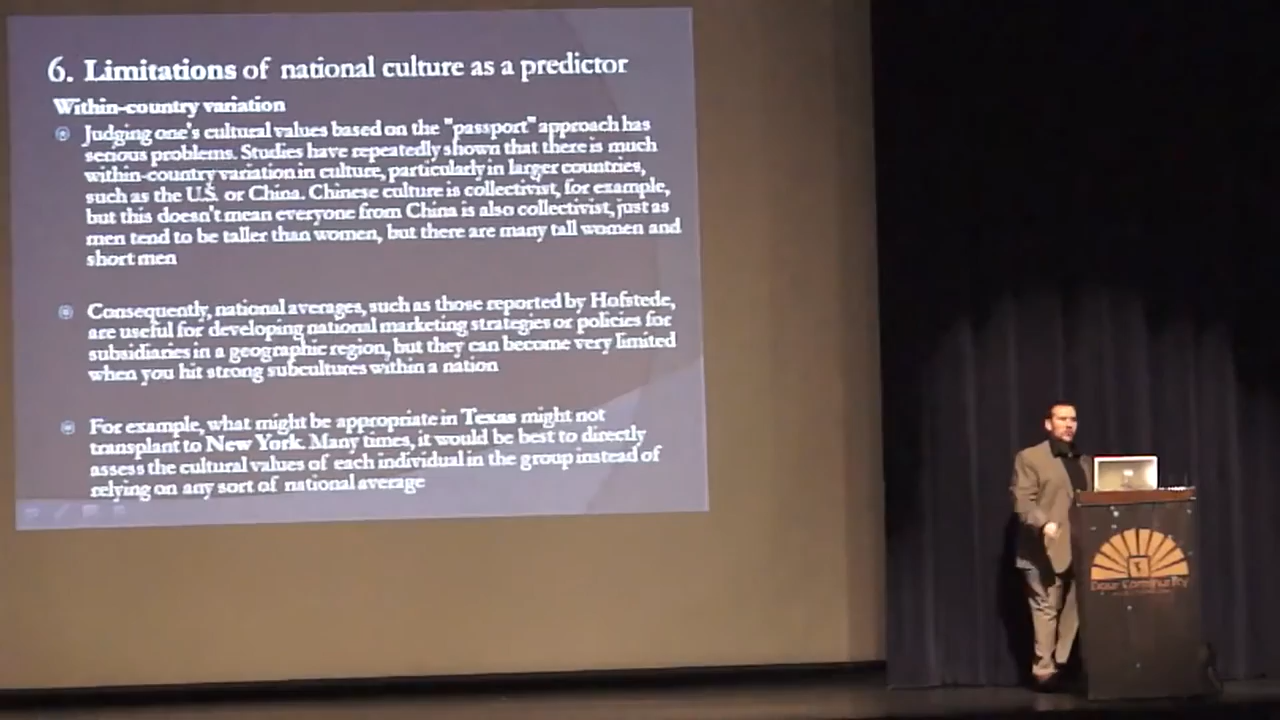 6. Limitations of national culture as a predictor
Within-country variation
Judging one's cultural values based on the "passport" approach has
serious problems. Studies have repeatedly shown that there is much
within-country variation in culture, particularly in larger countries,
such as the U.S. or China. Chinese culture is collectivist, for example,
but this doesn't mean everyone from China is also collectivist, just as
men tend to be taller than women, but there are many tall women and
short men
Consequently, national averages, such as those reported by Hofstede,
are useful for developing national marketing strategies or policies for
subsidiaries in a geographic region, but they can become very limited
when you hit strong subcultures within a nation
For example, what might be appropriate in Texas might not
transplant to New York. Many times, it would be best to directly
assess the cultural values of each individual in the group instead of
relying on any sort of national average
Community